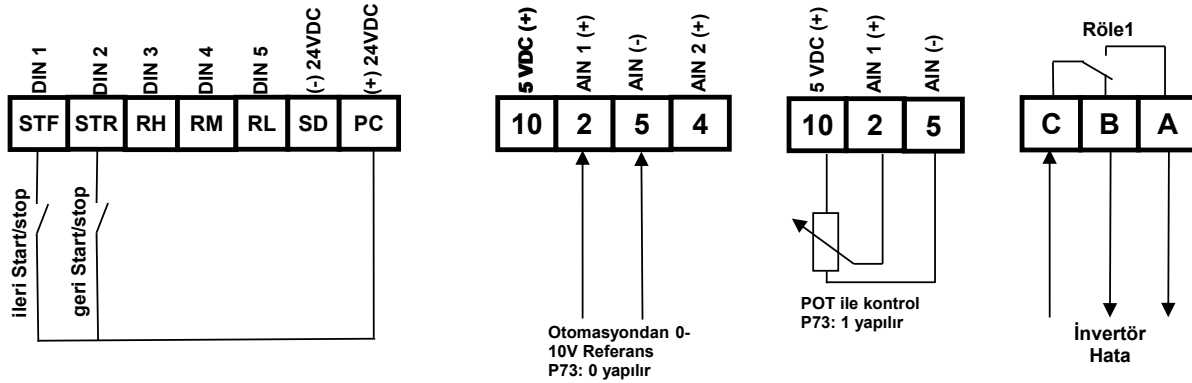 DIN 1
DIN 2
DIN 3
DIN 4
DIN 5
(-) 24VDC
(+) 24VDC
STF STR RH RM RL SD PC
ileri Start/stop
geri Start/stop
5 VDC (+)
AIN 1 (+)
AIN (-)
AIN 2 (+)
10 2 5 4
Otomasyondan 0-
10V Referans
P73: 0 yapılır
5 VDC (+)
AIN 1 (+)
AIN (-)
10 2 5
POT ile kontrol
P73: 1 yapılır
Röle1
C B A
İnvertör
Hata